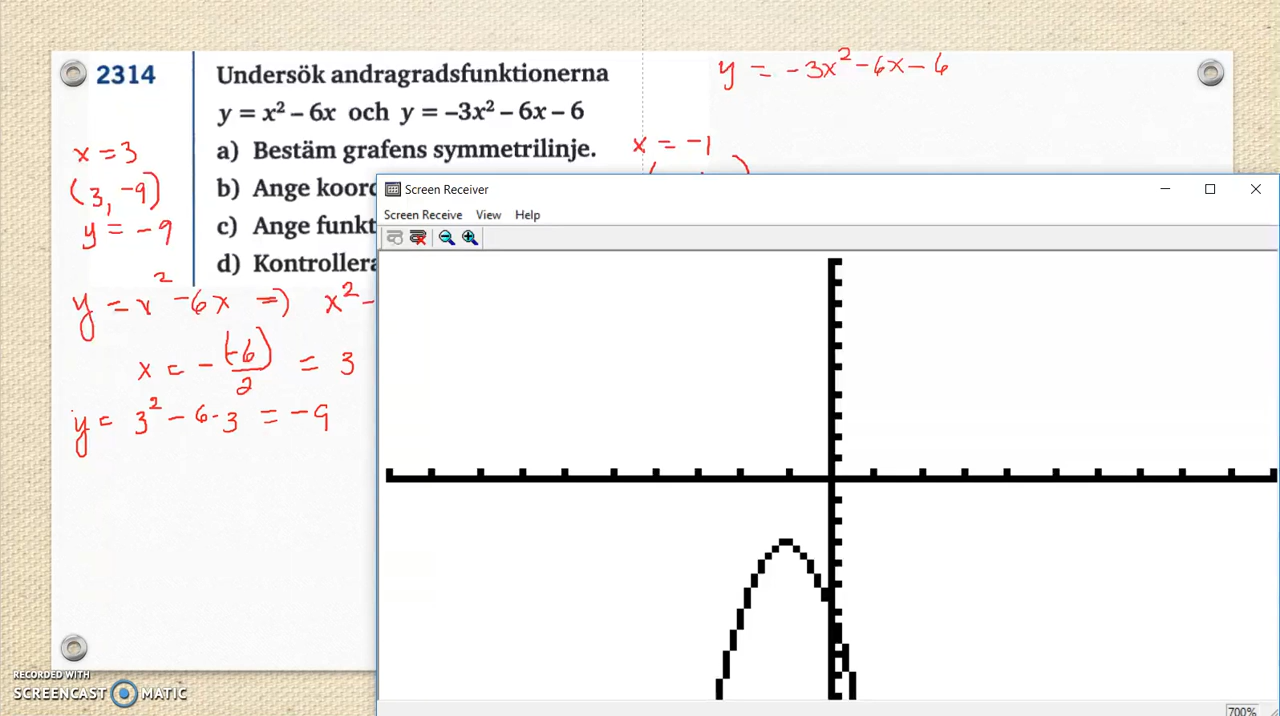 2314
Undersök andragradsfunktionerna
y = x² – 6x och y = –3x² – 6x – 6
a) Bestäm grafens symmetrilinje.
b) Ange koord
c) Ange funkt
d) Kontrollera
y = -3x² - 6x - 6
x = -1
x = 3
(3, -9)
y = -9
y = x² - 6x => x² -
x = - (-6)/2 = 3
y = 3² - 6·3 = -9
Screen Receiver
Screen Receive View Help
700%
RECORDED WITH
SCREENCAST MATIC